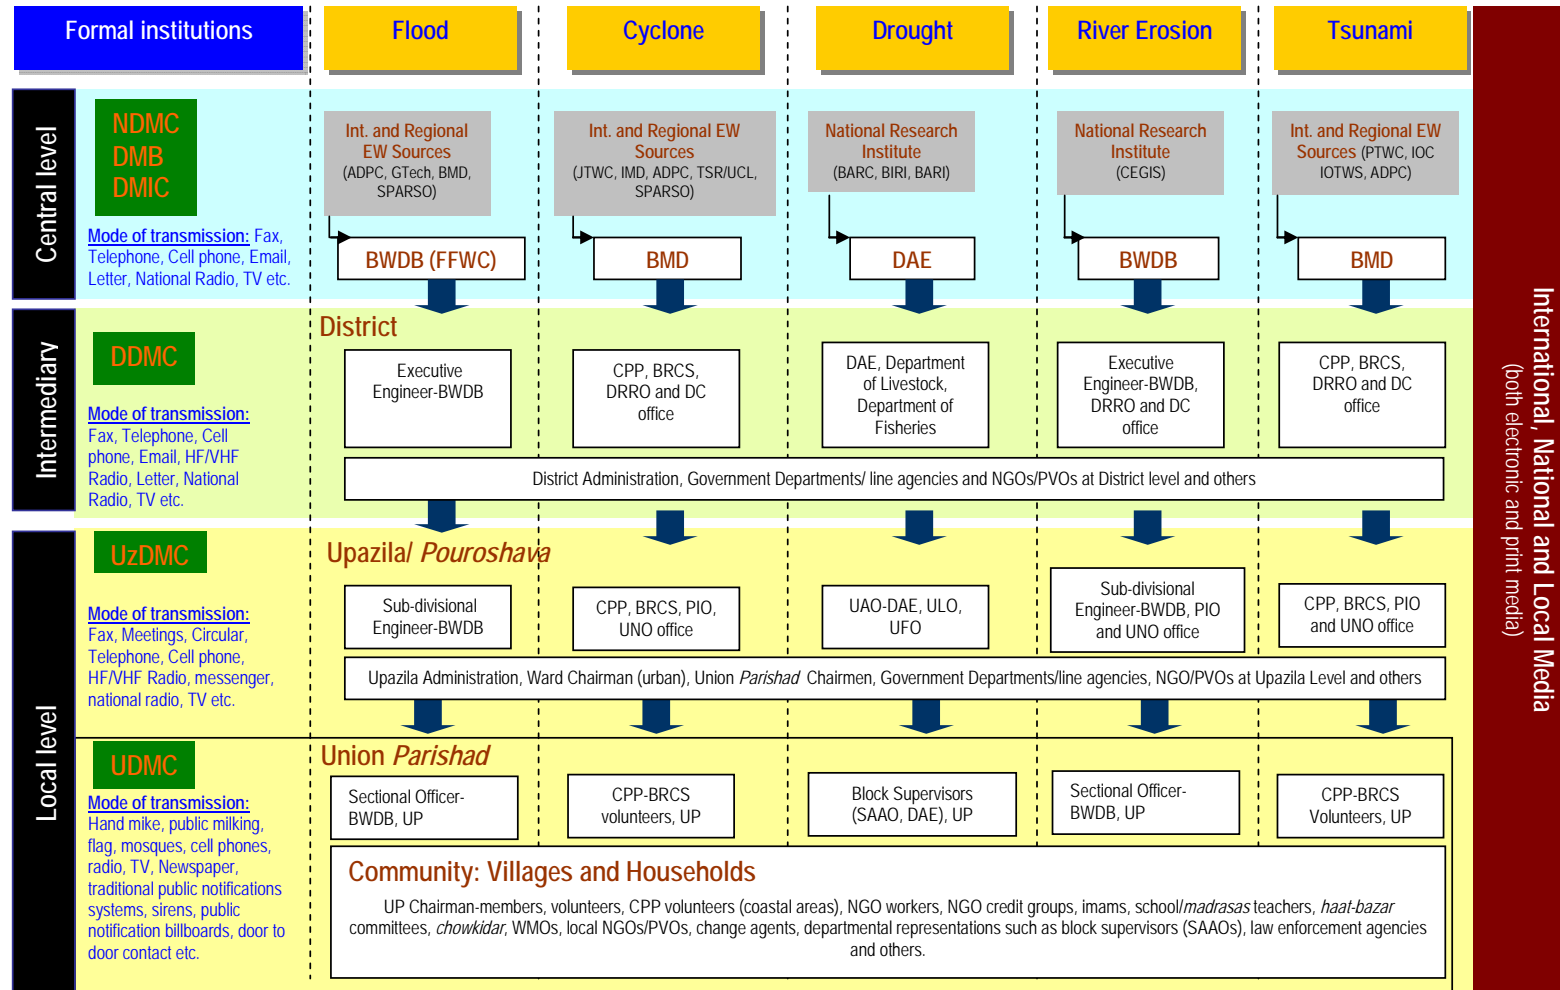 Formal institutions
Flood
Cyclone
Drought
River Erosion
Tsunami
Central level
NDMC
DMB
DMIC
Mode of transmission: Fax,
Telephone, Cell phone, Email,
Letter, National Radio, TV etc.
Int. and Regional
EW Sources
(ADPC, GTech, BMD,
SPARSO)
BWDB (FFWC)
Int. and Regional EW
Sources
(JTWC, IMD, ADPC, TSR/UCL,
SPARSO)
BMD
National Research
Institute
(BARC, BIRI, BARI)
DAE
National Research
Institute
(CEGIS)
BWDB
Int. and Regional EW
Sources (PTWC, IOC
IOTWS, ADPC)
BMD
Intermediary
DDMC
Mode of transmission:
Fax, Telephone, Cell
phone, Email, HF/VHF
Radio, Letter, National
Radio, TV etc.
District
Executive
Engineer-BWDB
CPP, BRCS,
DRRO and DC
office
DAE, Department
of Livestock,
Department of
Fisheries
Executive
Engineer-BWDB,
DRRO and DC
office
CPP, BRCS,
DRRO and DC
office
District Administration, Government Departments/ line agencies and NGOs/PVOs at District level and others
Local level
UzDMC
Mode of transmission:
Fax, Meetings, Circular,
Telephone, Cell phone,
HF/VHF Radio, messenger,
national radio, TV etc.
Upazila/ Pouroshava
Sub-divisional
Engineer-BWDB
CPP, BRCS, PIO,
UNO office
UAO-DAE, ULO,
UFO
Sub-divisional
Engineer-BWDB, PIO
and UNO office
CPP, BRCS, PIO
and UNO office
Upazila Administration, Ward Chairman (urban), Union Parishad Chairmen, Government Departments/line agencies, NGO/PVOs at Upazila Level and others
UDMC
Mode of transmission:
Hand mike, public milking,
flag, mosques, cell phones,
radio, TV, Newspaper,
traditional public notifications
systems, sirens, public
notification billboards, door to
door contact etc.
Union Parishad
Sectional Officer-
BWDB, UP
CPP-BRCS
volunteers, UP
Block Supervisors
(SAAO, DAE), UP
Sectional Officer-
BWDB, UP
CPP-BRCS
Volunteers, UP
Community: Villages and Households
UP Chairman-members, volunteers, CPP volunteers (coastal areas), NGO workers, NGO credit groups, imams, school/madrasas teachers, haat-bazar
committees, chowkidar, WMOs, local NGOs/PVOs, change agents, departmental representations such as block supervisors (SAAOs), law enforcement agencies
and others.
International, National and Local Media
(both electronic and print media)